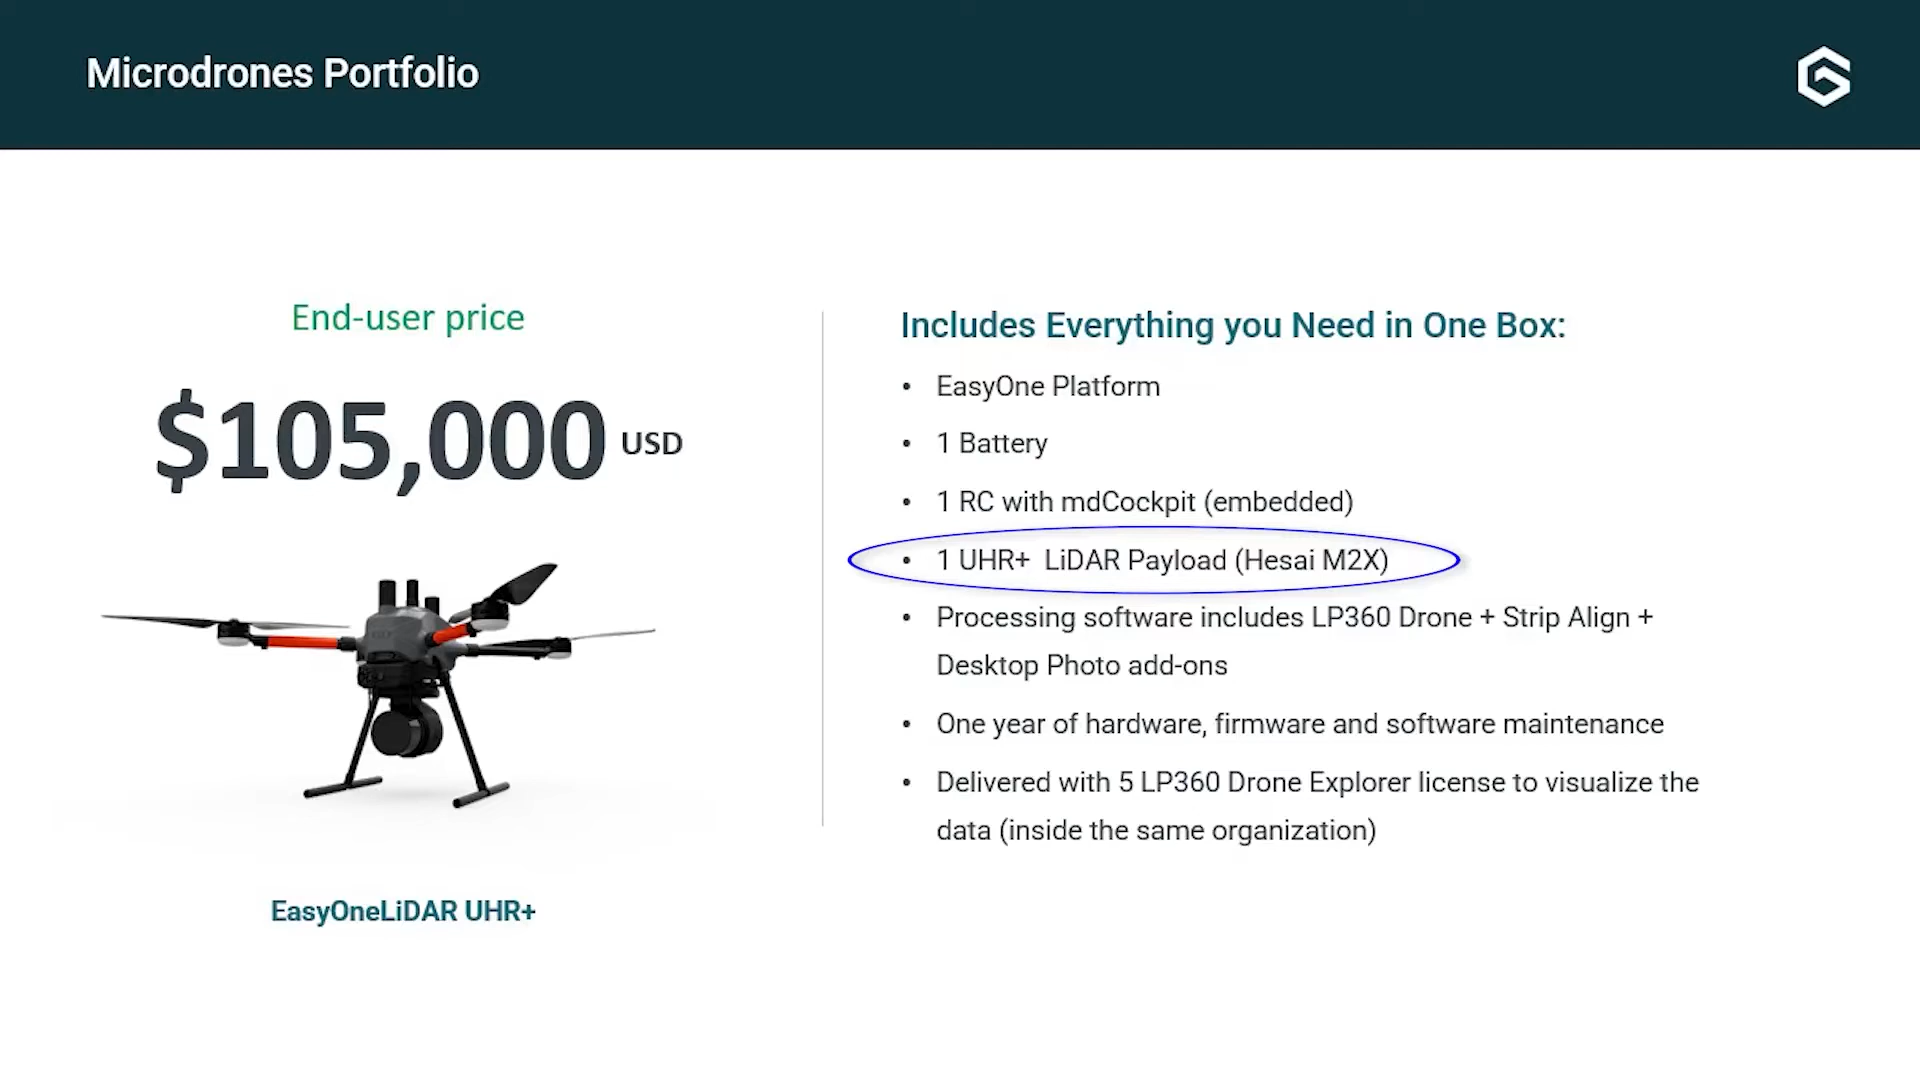 Microdrones Portfolio
End-user price
$105,000 USD
EasyOneLiDAR UHR+
Includes Everything you Need in One Box:
• EasyOne Platform
• 1 Battery
• 1 RC with mdCockpit (embedded)
• 1 UHR+  LiDAR Payload (Hesai M2X)
• Processing software includes LP360 Drone + Strip Align +
Desktop Photo add-ons
• One year of hardware, firmware and software maintenance
• Delivered with 5 LP360 Drone Explorer license to visualize the
data (inside the same organization)